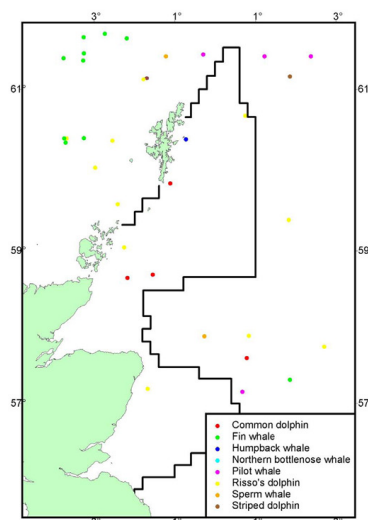 3° 1° 1° 3°
61° 61
59° 59
57° 57
Common dolphin
Fin whale
Humpback whale
Northern bottlenose whale
Pilot whale
Risso's dolphin
Sperm whale
Striped dolphin